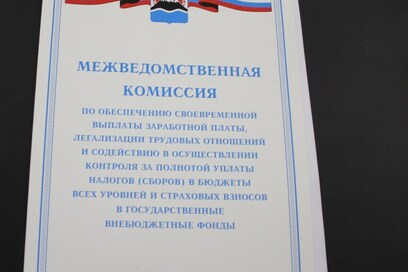 МЕЖВЕДОМСТВЕННАЯ
КОМИССИЯ
ПО ОБЕСПЕЧЕНИЮ СВОЕВРЕМЕННОЙ
ВЫПЛАТЫ ЗАРАБОТНОЙ ПЛАТЫ,
ЛЕГАЛИЗАЦИИ ТРУДОВЫХ ОТНОШЕНИЙ
И СОДЕЙСТВИЮ В ОСУЩЕСТВЛЕНИИ
КОНТРОЛЯ ЗА ПОЛНОТОЙ УПЛАТЫ
НАЛОГОВ (СБОРОВ) В БЮДЖЕТЫ
ВСЕХ УРОВНЕЙ И СТРАХОВЫХ ВЗНОСОВ
В ГОСУДАРСТВЕННЫЕ
ВНЕБЮДЖЕТНЫЕ ФОНДЫ